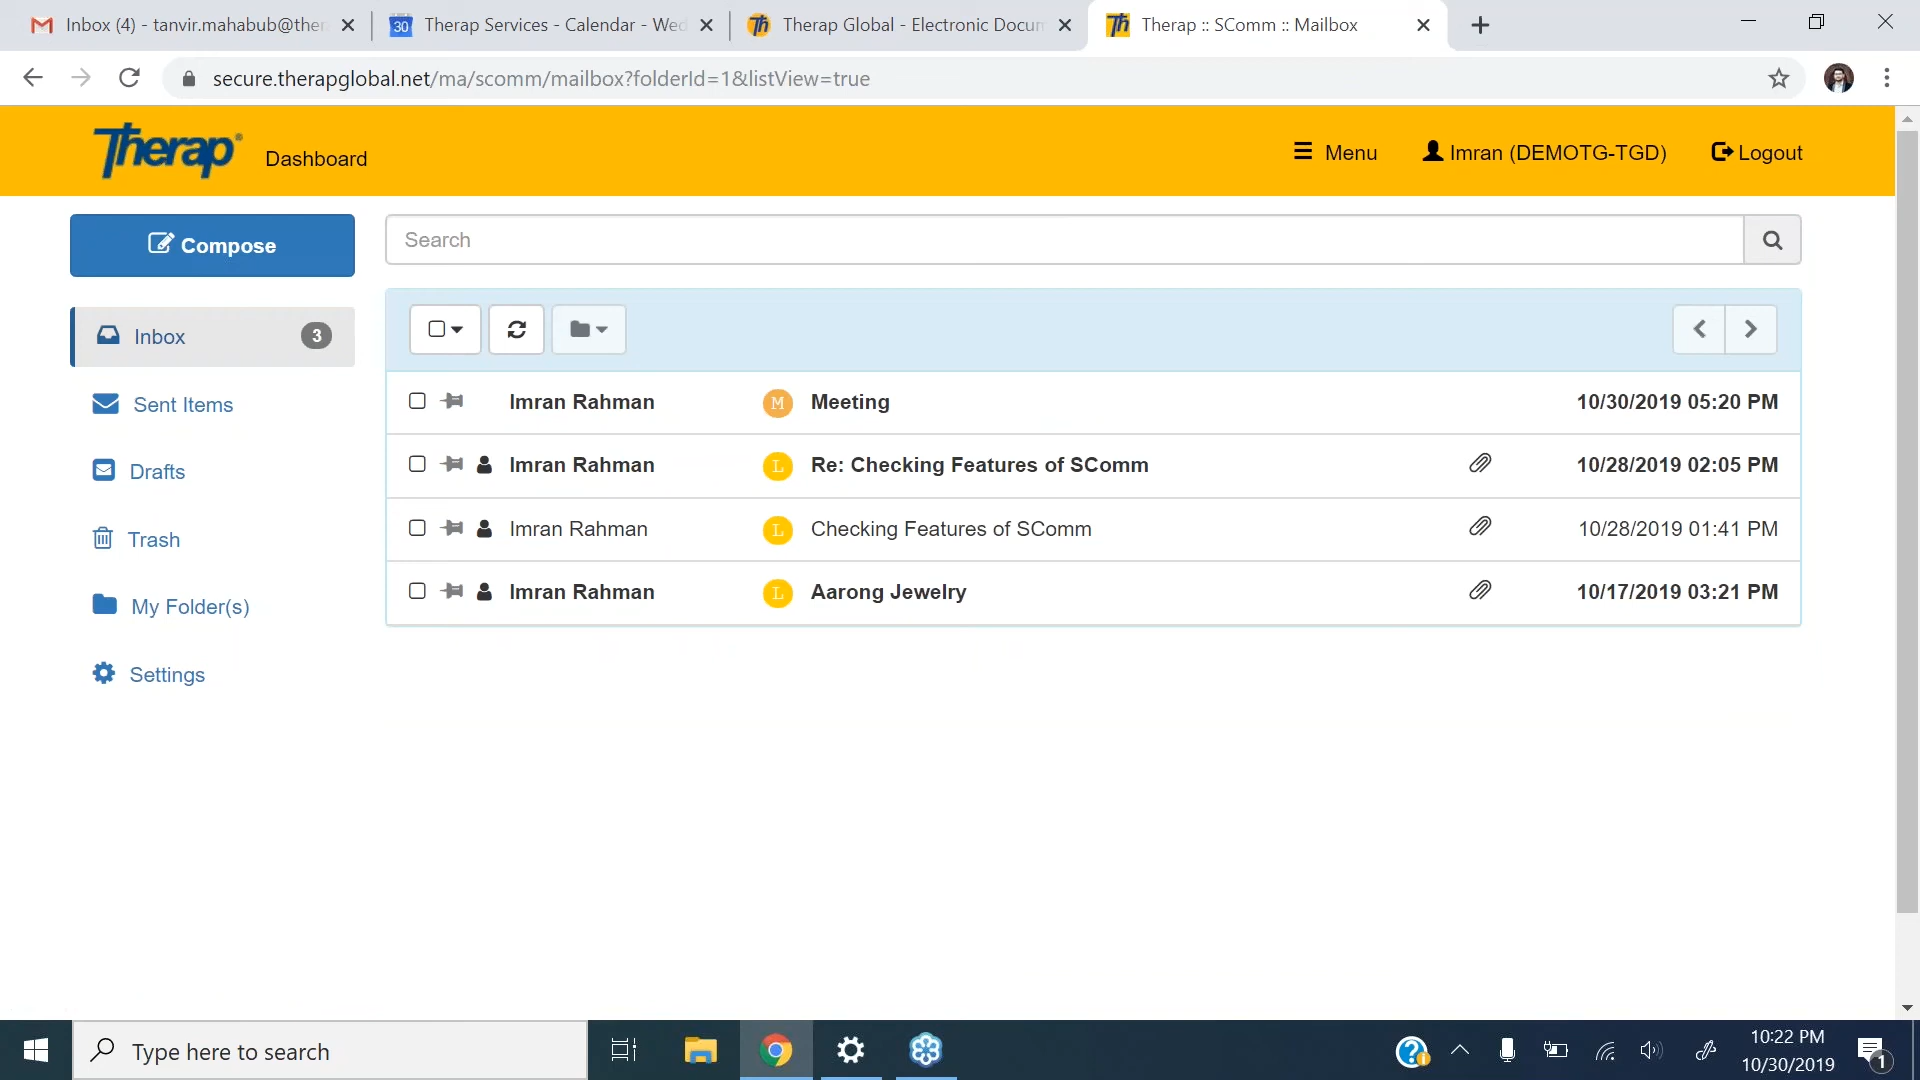 Inbox (4) - tanvir.mahabub@ther
30 Therap Services - Calendar - Wed
Th Therap Global - Electronic Docum
Th Therap :: SComm :: Mailbox
secure.therapglobal.net/ma/scomm/mailbox?folderId=1&listView=true
Therap® Dashboard Menu Imran (DEMOTG-TGD) Logout
Compose
Search
Inbox 3
Sent Items
Drafts
Trash
My Folder(s)
Settings
Imran Rahman M Meeting 10/30/2019 05:20 PM
Imran Rahman L Re: Checking Features of SComm 10/28/2019 02:05 PM
Imran Rahman L Checking Features of SComm 10/28/2019 01:41 PM
Imran Rahman L Aarong Jewelry 10/17/2019 03:21 PM
Type here to search
10:22 PM
10/30/2019
1